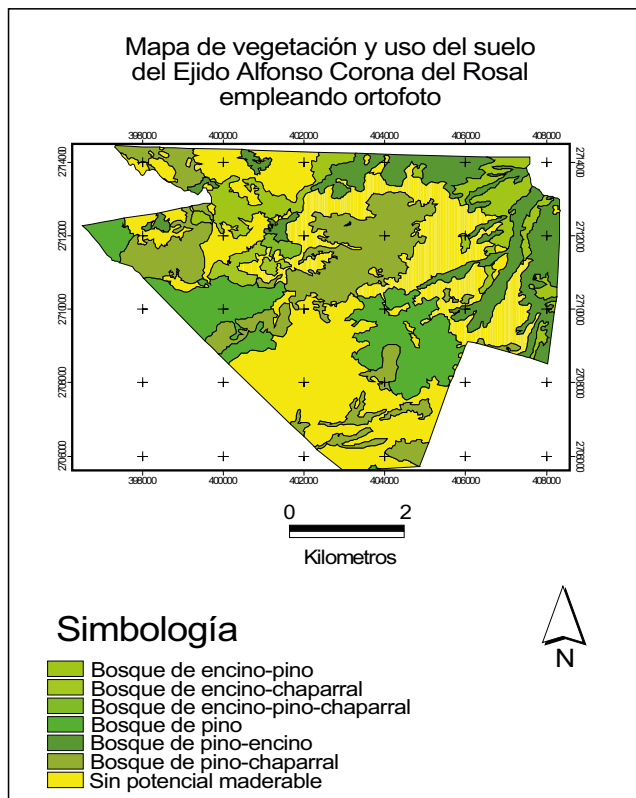 Mapa de vegetación y uso del suelo
del Ejido Alfonso Corona del Rosal
empleando ortofoto
398000 400000 402000 404000 406000 408000
2714000 2714000
2712000 2712000
2710000 2710000
2708000 2708000
2706000 2706000
398000 400000 402000 404000 406000 408000
0 2
Kilometros
N
Simbología
Bosque de encino-pino
Bosque de encino-chaparral
Bosque de encino-pino-chaparral
Bosque de pino
Bosque de pino-encino
Bosque de pino-chaparral
Sin potencial maderable